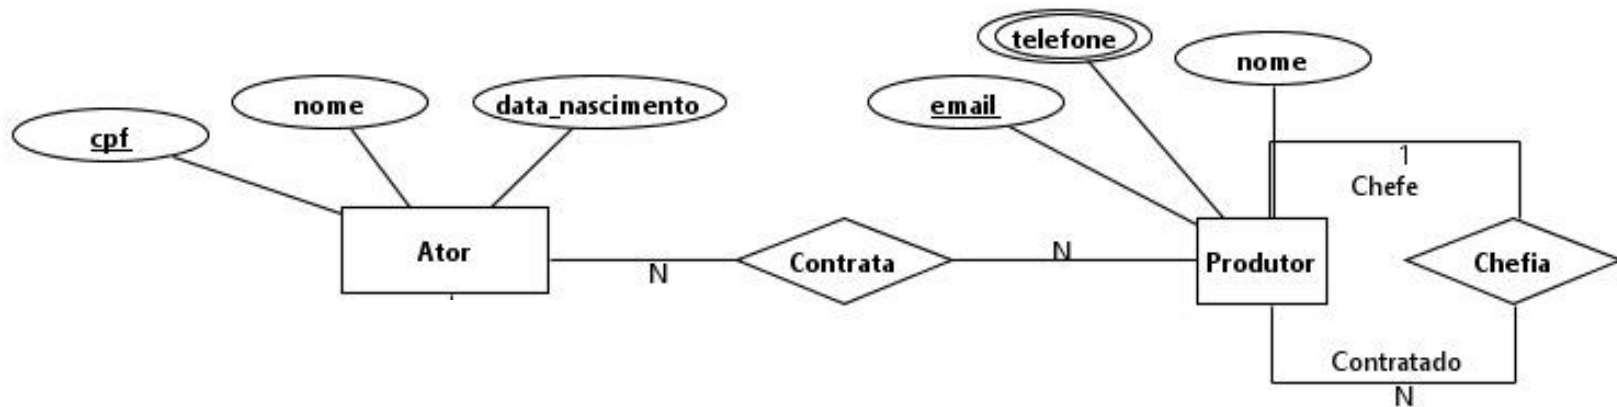 telefone
nome
email
nome
data_nascimento
cpf
1
Chefe
Ator
N
Contrata
N
Produtor
Chefia
Contratado
N